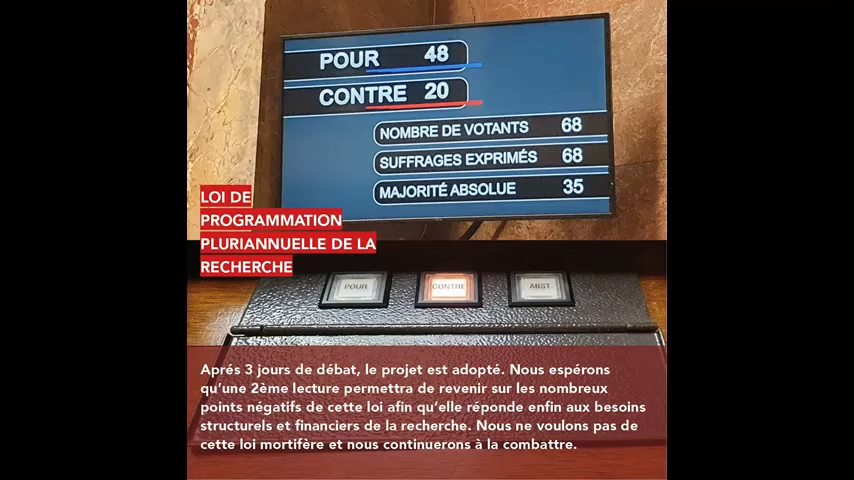 POUR 48
CONTRE 20
NOMBRE DE VOTANTS 68
SUFFRAGES EXPRIMÉS 68
MAJORITÉ ABSOLUE 35
LOI DE
PROGRAMMATION
PLURIANNUELLE DE LA
RECHERCHE
POUR
CONTRE
ABST
Aprés 3 jours de débat, le projet est adopté. Nous espérons
qu'une 2ème lecture permettra de revenir sur les nombreux
points négatifs de cette loi afin qu'elle réponde enfin aux besoins
structurels et financiers de la recherche. Nous ne voulons pas de
cette loi mortifère et nous continuerons à la combattre.